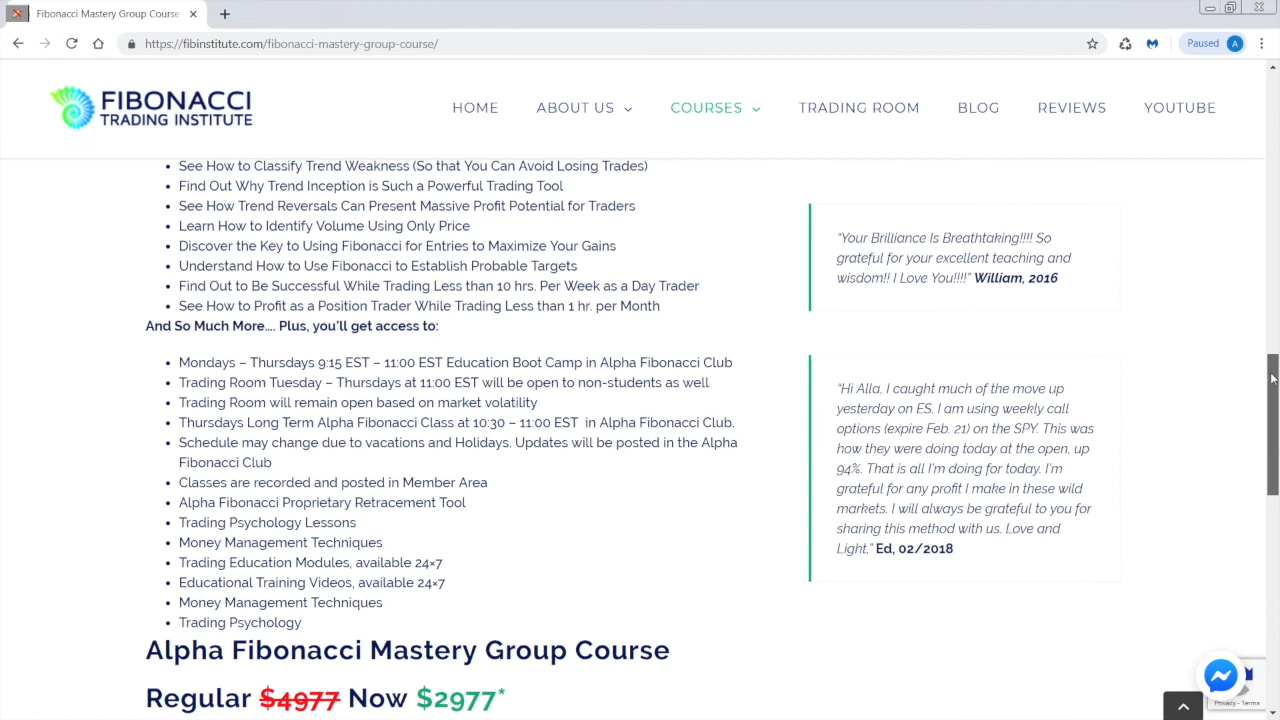 Fibonacci Mastery Group Course
https://fibinstitute.com/fibonacci-mastery-group-course/
Paused A
FIBONACCI
TRADING INSTITUTE
HOME ABOUT US COURSES TRADING ROOM BLOG REVIEWS YOUTUBE
• See How to Classify Trend Weakness (So that You Can Avoid Losing Trades)
• Find Out Why Trend Inception is Such a Powerful Trading Tool
• See How Trend Reversals Can Present Massive Profit Potential for Traders
• Learn How to Identify Volume Using Only Price
• Discover the Key to Using Fibonacci for Entries to Maximize Your Gains
• Understand How to Use Fibonacci to Establish Probable Targets
• Find Out to Be Successful While Trading Less than 10 hrs. Per Week as a Day Trader
• See How to Profit as a Position Trader While Trading Less than 1 hr. per Month
And So Much More.... Plus, you'll get access to:
• Mondays – Thursdays 9:15 EST – 11:00 EST Education Boot Camp in Alpha Fibonacci Club
• Trading Room Tuesday – Thursdays at 11:00 EST will be open to non-students as well
• Trading Room will remain open based on market volatility
• Thursdays Long Term Alpha Fibonacci Class at 10:30 – 11:00 EST in Alpha Fibonacci Club.
• Schedule may change due to vacations and Holidays. Updates will be posted in the Alpha
Fibonacci Club
• Classes are recorded and posted in Member Area
• Alpha Fibonacci Proprietary Retracement Tool
• Trading Psychology Lessons
• Money Management Techniques
• Trading Education Modules, available 24×7
• Educational Training Videos, available 24×7
• Money Management Techniques
• Trading Psychology
Alpha Fibonacci Mastery Group Course
Regular $4977 Now $2977*
“Your Brilliance Is Breathtaking!!!! So
grateful for your excellent teaching and
wisdom!! I Love You!!!!” William, 2016
“Hi Alla, I caught much of the move up
yesterday on ES. I am using weekly call
options (expire Feb. 21) on the SPY. This was
how they were doing today at the open, up
94%. That is all I'm doing for today. I'm
grateful for any profit I make in these wild
markets. I will always be grateful to you for
sharing this method with us. Love and
Light,” Ed, 02/2018
Privacy - Terms